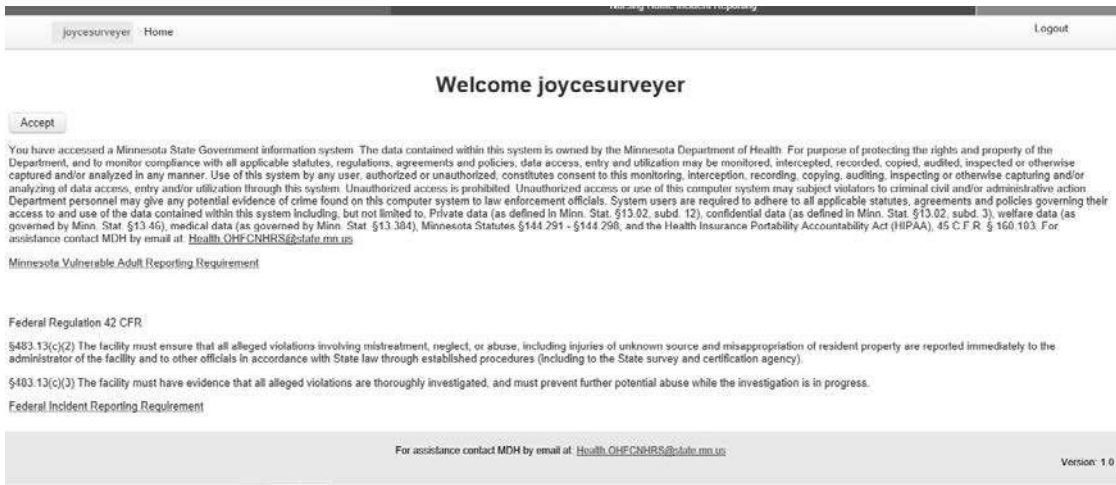 Nursing Home Incident Reporting
joycesurveyer Home Logout
Welcome joycesurveyer
Accept
You have accessed a Minnesota State Government information system. The data contained within this system is owned by the Minnesota Department of Health. For purpose of protecting the rights and property of the
Department, and to monitor compliance with all applicable statutes, regulations, agreements and policies, data access, entry and utilization may be monitored, intercepted, recorded, copied, audited, inspected or otherwise
captured and/or analyzed in any manner. Use of this system by any user, authorized or unauthorized, constitutes consent to this monitoring, interception, recording, copying, auditing, inspecting or otherwise capturing and/or
analyzing of data access, entry and/or utilization through this system. Unauthorized access is prohibited. Unauthorized access or use of this computer system may subject violators to criminal civil and/or administrative action
Department personnel may give any potential evidence of crime found on this computer system to law enforcement officials. System users are required to adhere to all applicable statutes, agreements and policies governing their
access to and use of the data contained within this system including, but not limited to, Private data (as defined in Minn. Stat. §13.02, subd. 12), confidential data (as defined in Minn. Stat. §13.02, subd. 3), welfare data (as
governed by Minn. Stat. §13.46), medical data (as governed by Minn. Stat. §13.384), Minnesota Statutes §144.291 - §144.298, and the Health Insurance Portability Accountability Act (HIPAA), 45 C.F.R. § 160.103. For
assistance contact MDH by email at: Health.OHFCNHRS@state.mn.us
Minnesota Vulnerable Adult Reporting Requirement
Federal Regulation 42 CFR
§483.13(c)(2) The facility must ensure that all alleged violations involving mistreatment, neglect, or abuse, including injuries of unknown source and misappropriation of resident property are reported immediately to the
administrator of the facility and to other officials in accordance with State law through established procedures (including to the State survey and certification agency).
§483.13(c)(3) The facility must have evidence that all alleged violations are thoroughly investigated, and must prevent further potential abuse while the investigation is in progress.
Federal Incident Reporting Requirement
For assistance contact MDH by email at: Health.OHFCNHRS@state.mn.us
Version: 1.0